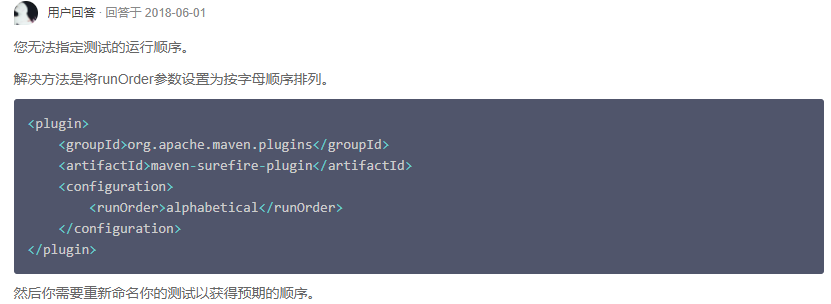 用户回答 · 回答于 2018-06-01
您无法指定测试的运行顺序。
解决方法是将runOrder参数设置为按字母顺序排列。
<plugin>
    <groupId>org.apache.maven.plugins</groupId>
    <artifactId>maven-surefire-plugin</artifactId>
    <configuration>
        <runOrder>alphabetical</runOrder>
    </configuration>
</plugin>
然后你需要重新命名你的测试以获得预期的顺序。